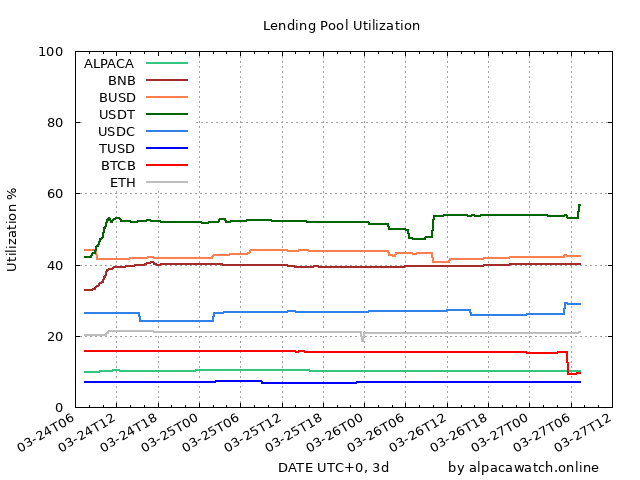 Lending Pool Utilization
100
80
60
40
20
0
Utilization %
ALPACA
BNB
BUSD
USDT
USDC
TUSD
BTCB
ETH
03-24T06
03-24T12
03-24T18
03-25T00
03-25T06
03-25T12
03-25T18
03-26T00
03-26T06
03-26T12
03-26T18
03-27T00
03-27T06
03-27T12
DATE UTC+0, 3d
by alpacawatch.online